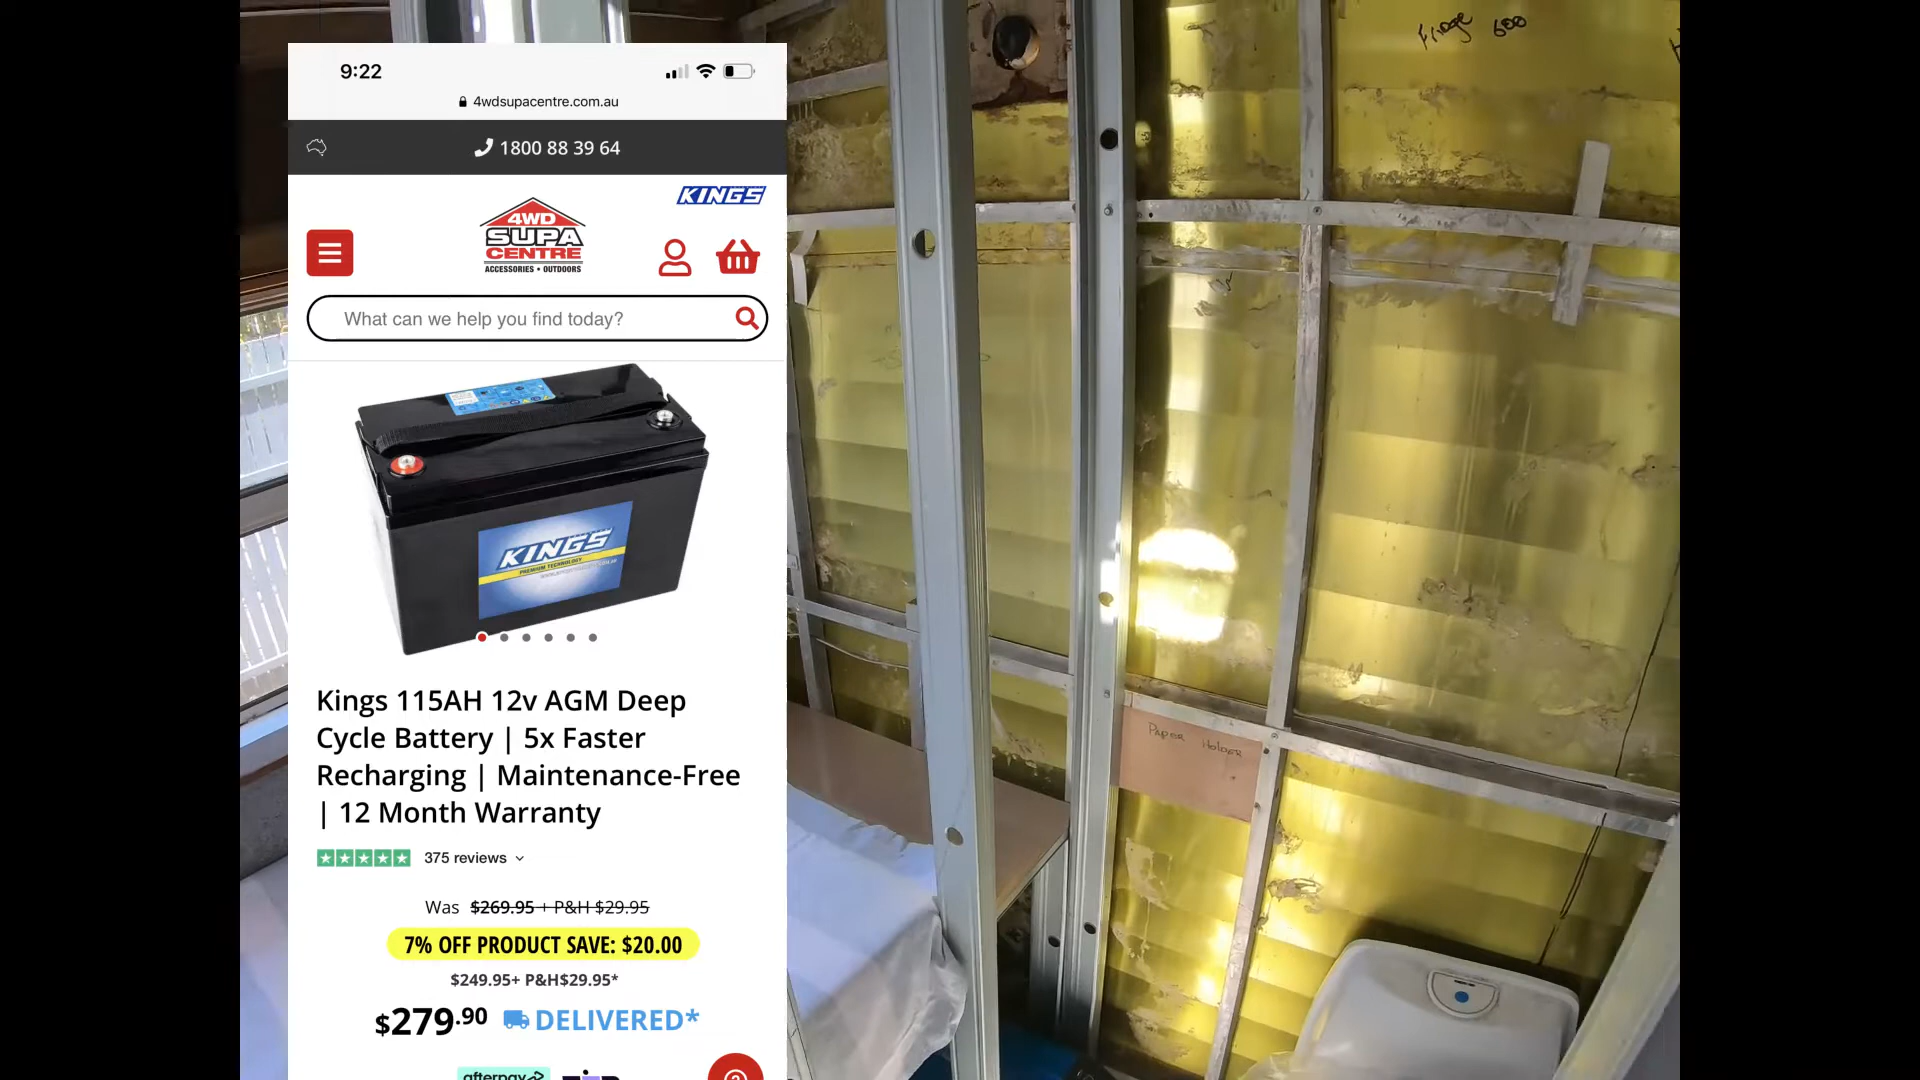 9:22
4wdsupacentre.com.au
1800 88 39 64
KINGS
4WD
SUPA
CENTRE
ACCESSORIES • OUTDOORS
What can we help you find today?
KINGS
PREMIUM TECHNOLOGY
Kings 115AH 12v AGM Deep
Cycle Battery | 5x Faster
Recharging | Maintenance-Free
| 12 Month Warranty
375 reviews
Was $269.95 + P&H $29.95
7% OFF PRODUCT SAVE: $20.00
$249.95+ P&H$29.95*
$279.90 DELIVERED*
afterpay
Fridge 600
Paper Holder